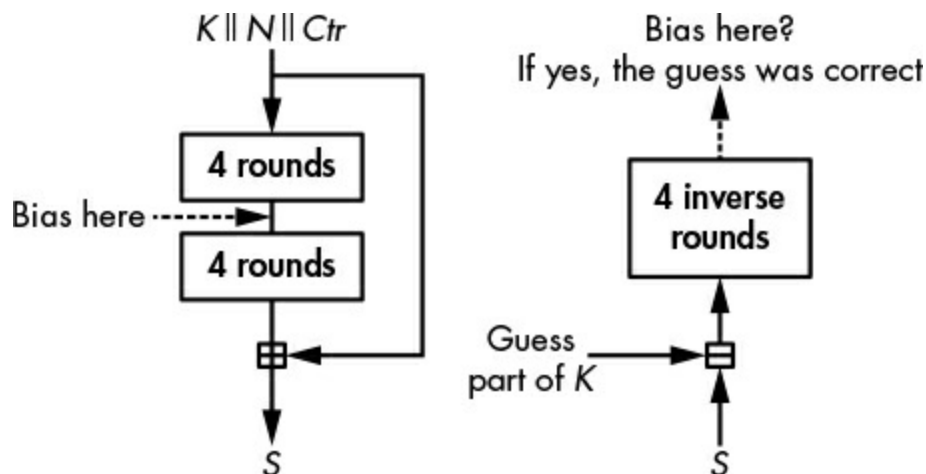 K || N || Ctr
4 rounds
Bias here
4 rounds
S
Bias here?
If yes, the guess was correct
4 inverse
rounds
Guess
part of K
S